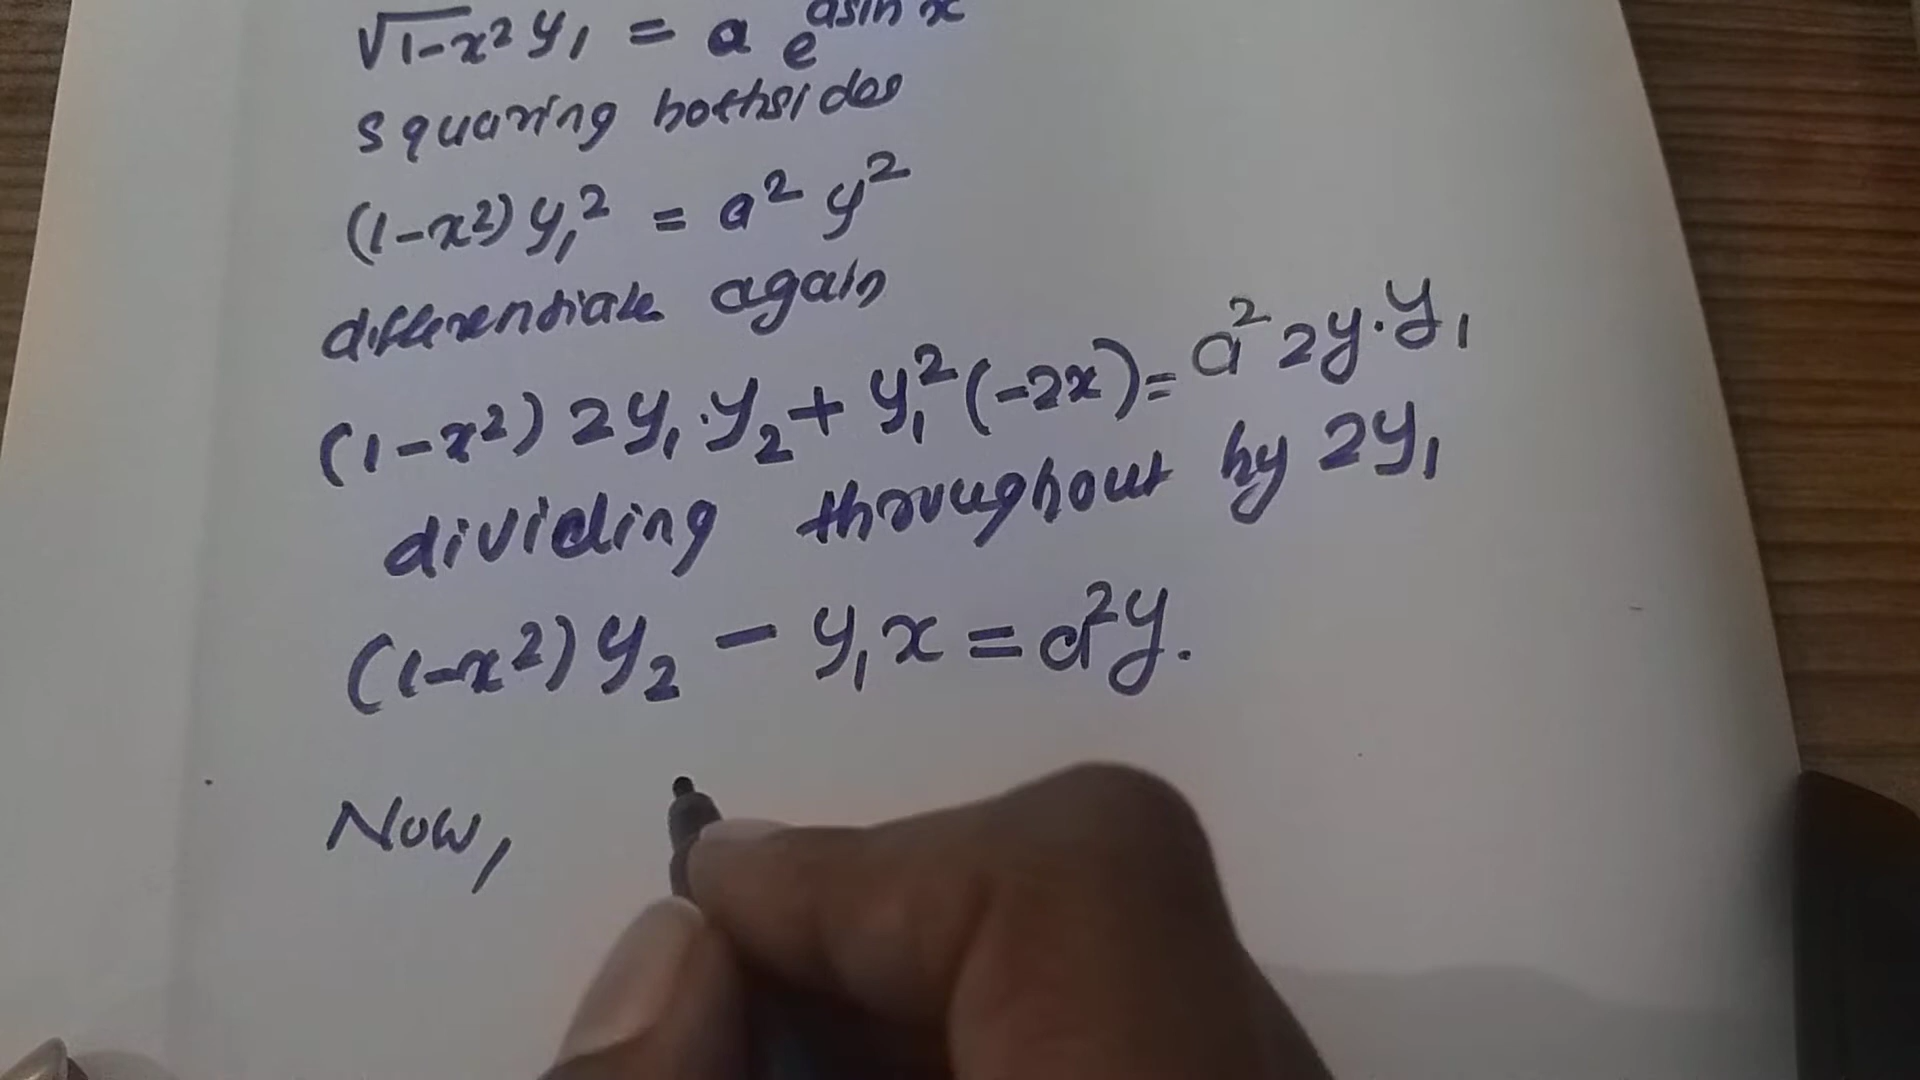 √1-x² y₁ = a e^asin x
squaring bothsides
(1-x²) y₁² = a² y²
differentiate again
(1-x²) 2y₁.y₂ + y₁² (-2x) = a² 2y.y₁
dividing throughout by 2y₁
(1-x²) y₂ - y₁x = a²y.
Now,